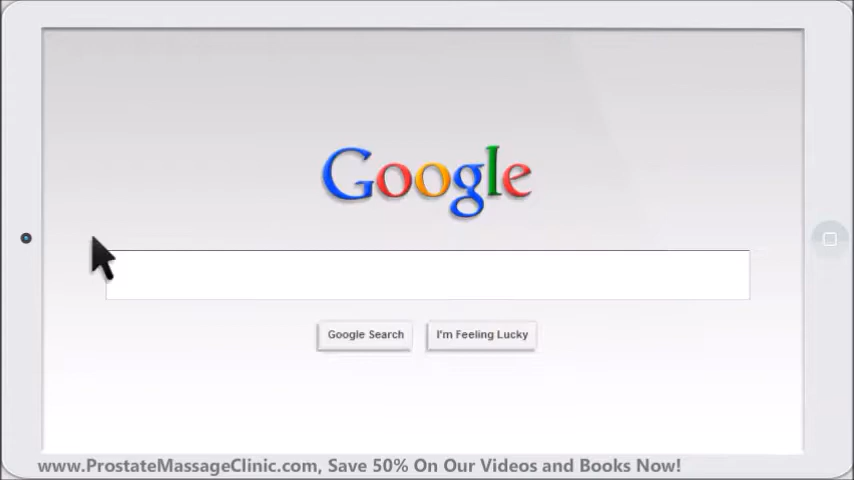 Google
Google Search
I'm Feeling Lucky
www.ProstateMassageClinic.com, Save 50% On Our Videos and Books Now!